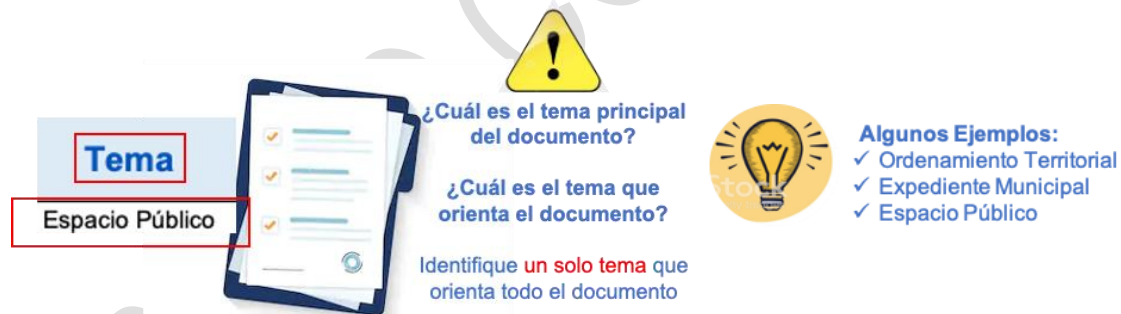 Tema
Espacio Público
¿Cuál es el tema principal
del documento?
¿Cuál es el tema que
orienta el documento?
Identifique un solo tema que
orienta todo el documento
Algunos Ejemplos:
✓ Ordenamiento Territorial
✓ Expediente Municipal
✓ Espacio Público